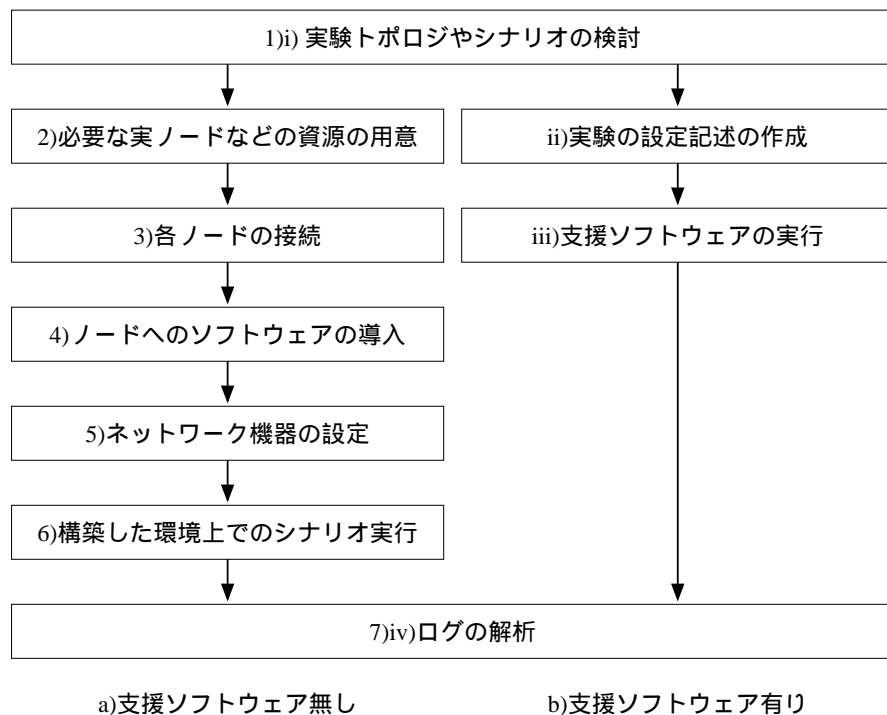 1)i) 実験トポロジやシナリオの検討
2)必要な実ノードなどの資源の用意
ii)実験の設定記述の作成
3)各ノードの接続
iii)支援ソフトウェアの実行
4)ノードへのソフトウェアの導入
5)ネットワーク機器の設定
6)構築した環境上でのシナリオ実行
7)iv)ログの解析
a)支援ソフトウェア無し
b)支援ソフトウェア有り